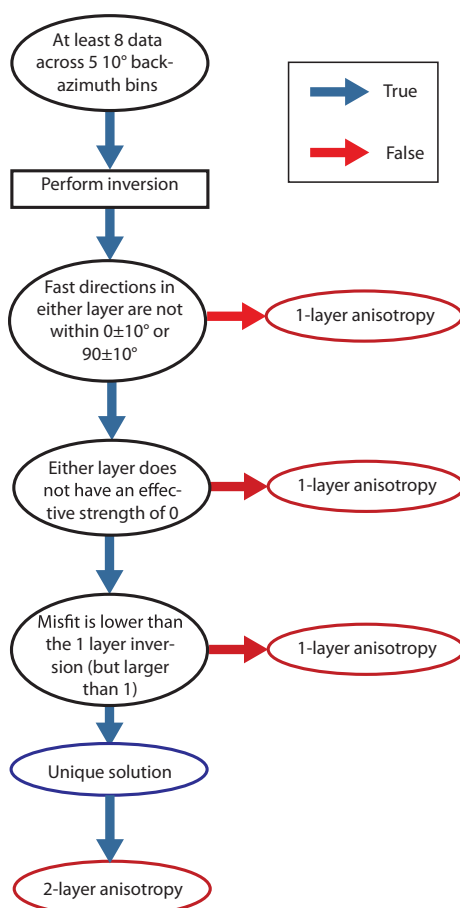 At least 8 data
across 5 10° back-
azimuth bins
True
False
Perform inversion
Fast directions in
either layer are not
within 0±10° or
90±10°
1-layer anisotropy
Either layer does
not have an effec-
tive strength of 0
1-layer anisotropy
Misfit is lower than
the 1 layer inver-
sion (but larger
than 1)
1-layer anisotropy
Unique solution
2-layer anisotropy